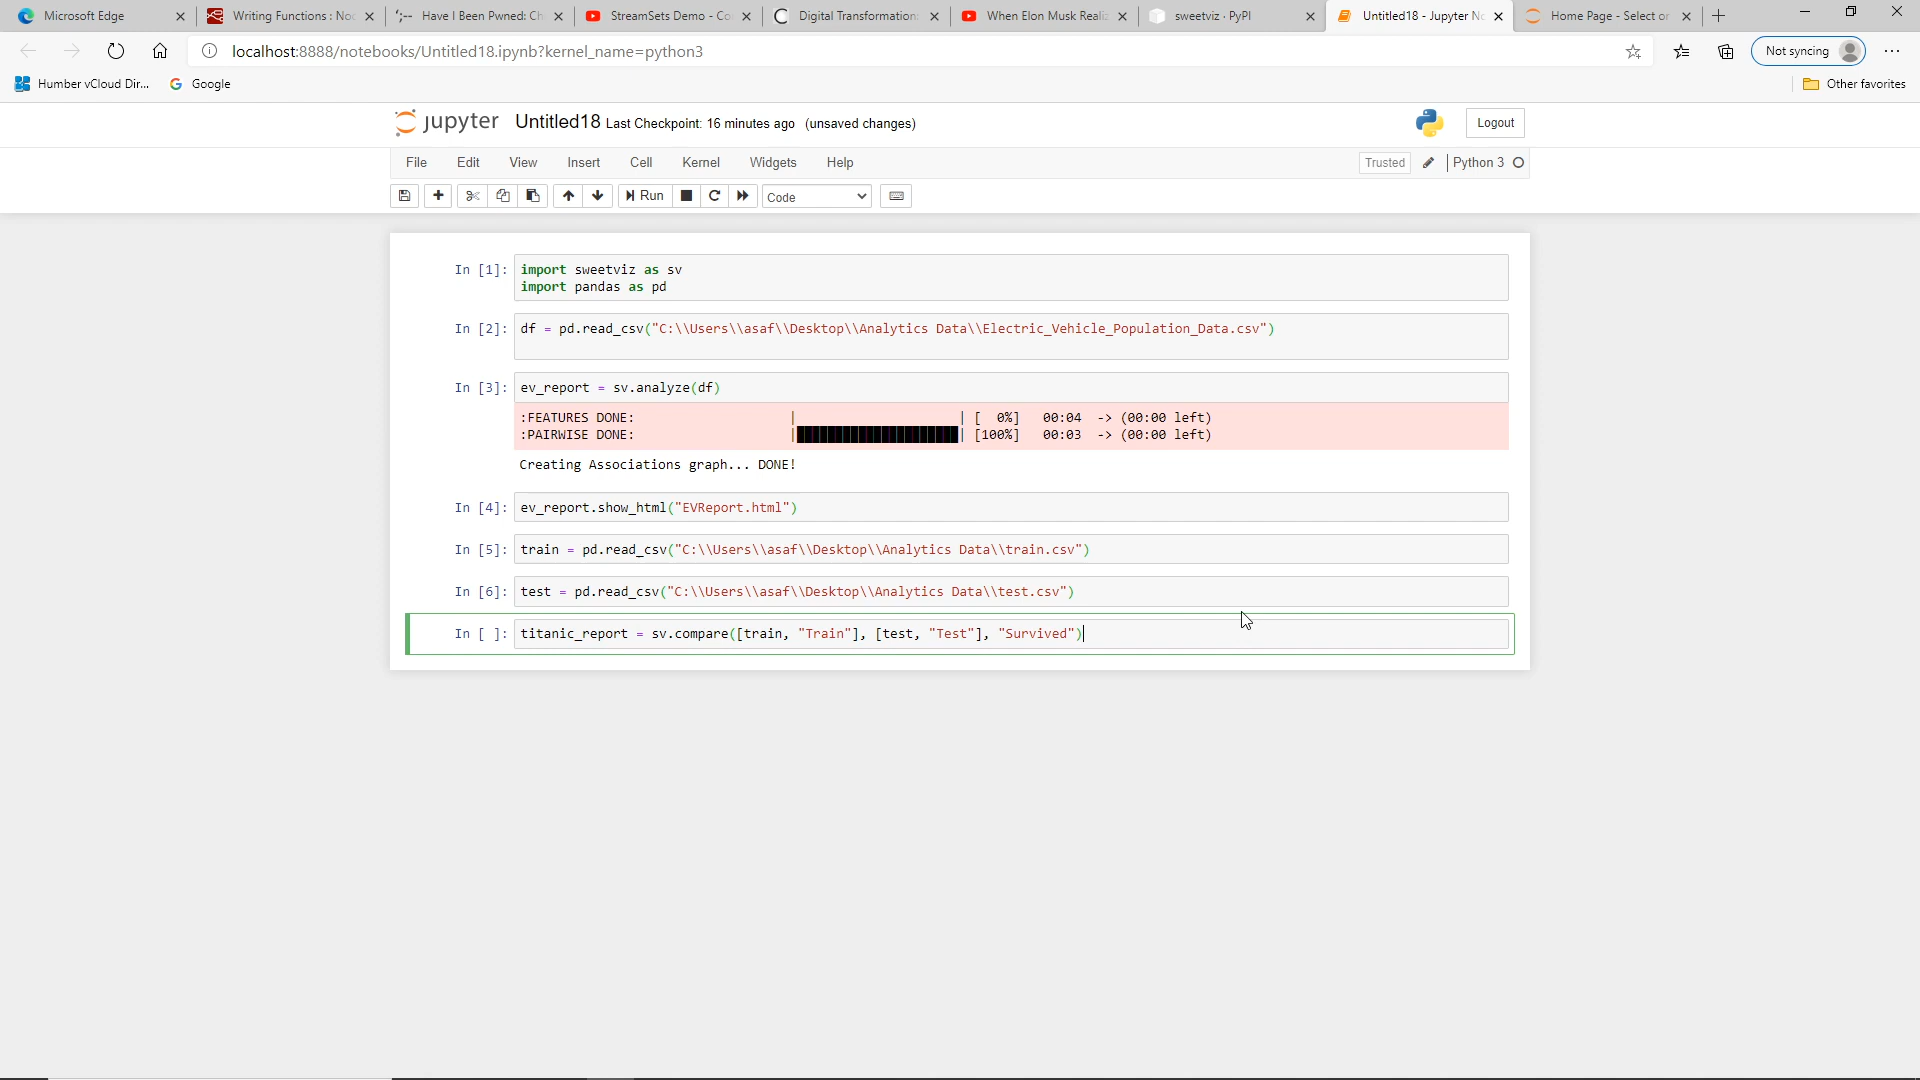 Microsoft Edge
Writing Functions : No
Have I Been Pwned: Ch
StreamSets Demo - Co
Digital Transformation:
When Elon Musk Realiz
sweetviz · PyPI
Untitled18 - Jupyter No
Home Page - Select or
localhost:8888/notebooks/Untitled18.ipynb?kernel_name=python3
Not syncing
Humber vCloud Dir...
Google
Other favorites
jupyter Untitled18 Last Checkpoint: 16 minutes ago (unsaved changes)
Logout
File Edit View Insert Cell Kernel Widgets Help
Trusted
Python 3
Run
Code
In [1]: import sweetviz as sv
import pandas as pd
In [2]: df = pd.read_csv("C:\\Users\\asaf\\Desktop\\Analytics Data\\Electric_Vehicle_Population_Data.csv")
In [3]: ev_report = sv.analyze(df)
:FEATURES DONE: | | [ 0%] 00:04 -> (00:00 left)
:PAIRWISE DONE: |█████████████████████| [100%] 00:03 -> (00:00 left)
Creating Associations graph... DONE!
In [4]: ev_report.show_html("EVReport.html")
In [5]: train = pd.read_csv("C:\\Users\\asaf\\Desktop\\Analytics Data\\train.csv")
In [6]: test = pd.read_csv("C:\\Users\\asaf\\Desktop\\Analytics Data\\test.csv")
In [ ]: titanic_report = sv.compare([train, "Train"], [test, "Test"], "Survived")